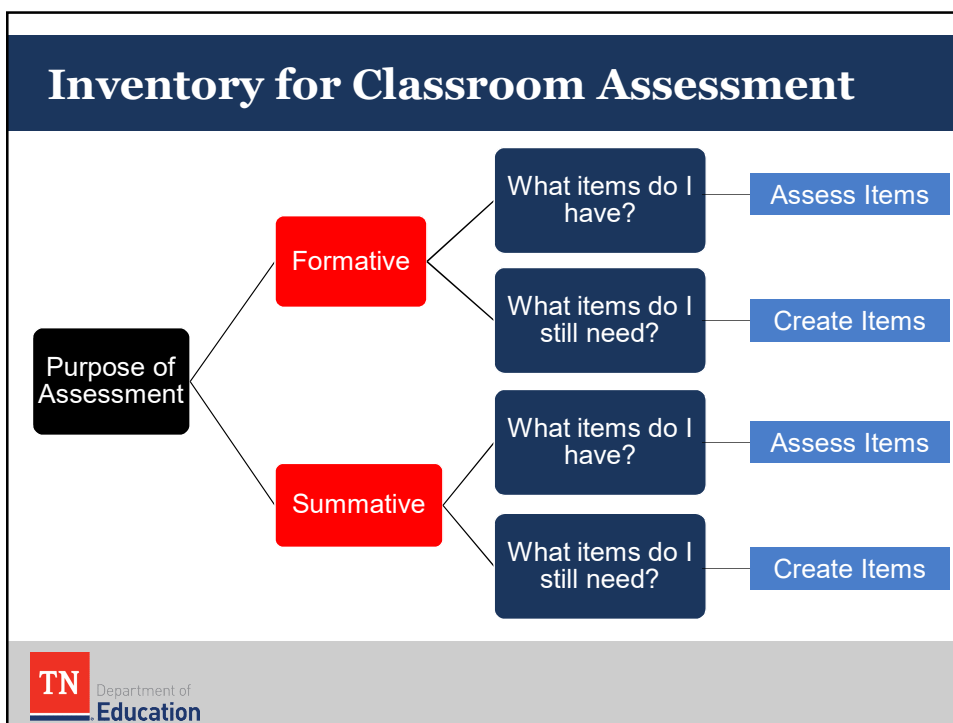 Inventory for Classroom Assessment
Purpose of
Assessment
Formative
What items do I
have?
Assess Items
What items do I
still need?
Create Items
Summative
What items do I
have?
Assess Items
What items do I
still need?
Create Items
TN
Department of
Education